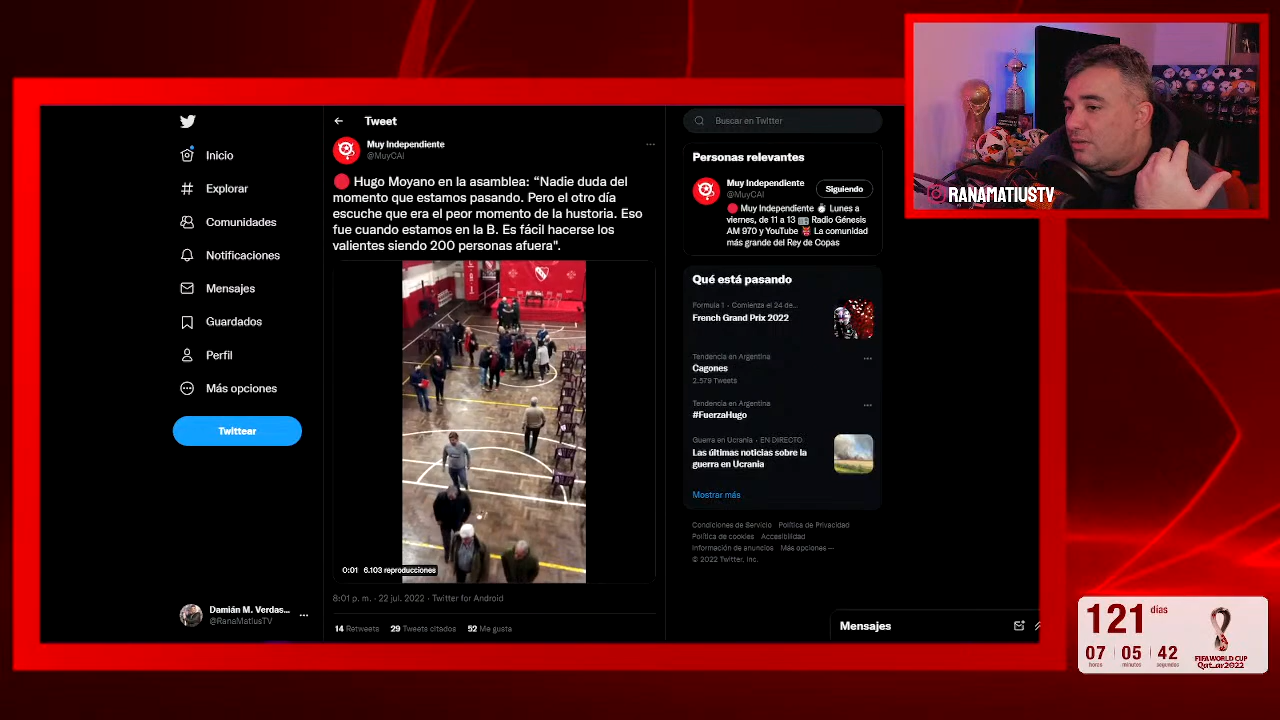 RANAMATIUSTV
Inicio
Explorar
Comunidades
Notificaciones
Mensajes
Guardados
Perfil
Más opciones
Twittear
Damián M. Verdas...
@RanaMatiusTV
Tweet
Muy Independiente
@MuyCAI
Hugo Moyano en la asamblea: “Nadie duda del
momento que estamos pasando. Pero el otro día
escuche que era el peor momento de la hustoria. Eso
fue cuando estamos en la B. Es fácil hacerse los
valientes siendo 200 personas afuera".
0:01 6.103 reproducciones
8:01 p. m. · 22 jul. 2022 · Twitter for Android
14 Retweets 29 Tweets citados 52 Me gusta
Buscar en Twitter
Personas relevantes
Muy Independiente
@MuyCAI
Siguiendo
Muy Independiente Lunes a
viernes, de 11 a 13 Radio Génesis
AM 970 y YouTube La comunidad
más grande del Rey de Copas
Qué está pasando
Formula 1 · Comienza el 24 de...
French Grand Prix 2022
Tendencia en Argentina
Cagones
2.579 Tweets
Tendencia en Argentina
#FuerzaHugo
Guerra en Ucrania · EN DIRECTO
Las últimas noticias sobre la
guerra en Ucrania
Mostrar más
Condiciones de Servicio Política de Privacidad
Política de cookies Accesibilidad
Información de anuncios Más opciones
© 2022 Twitter, Inc.
Mensajes
121 días
07 05 42
horas minutos segundos
FIFA WORLD CUP
Qatar2022